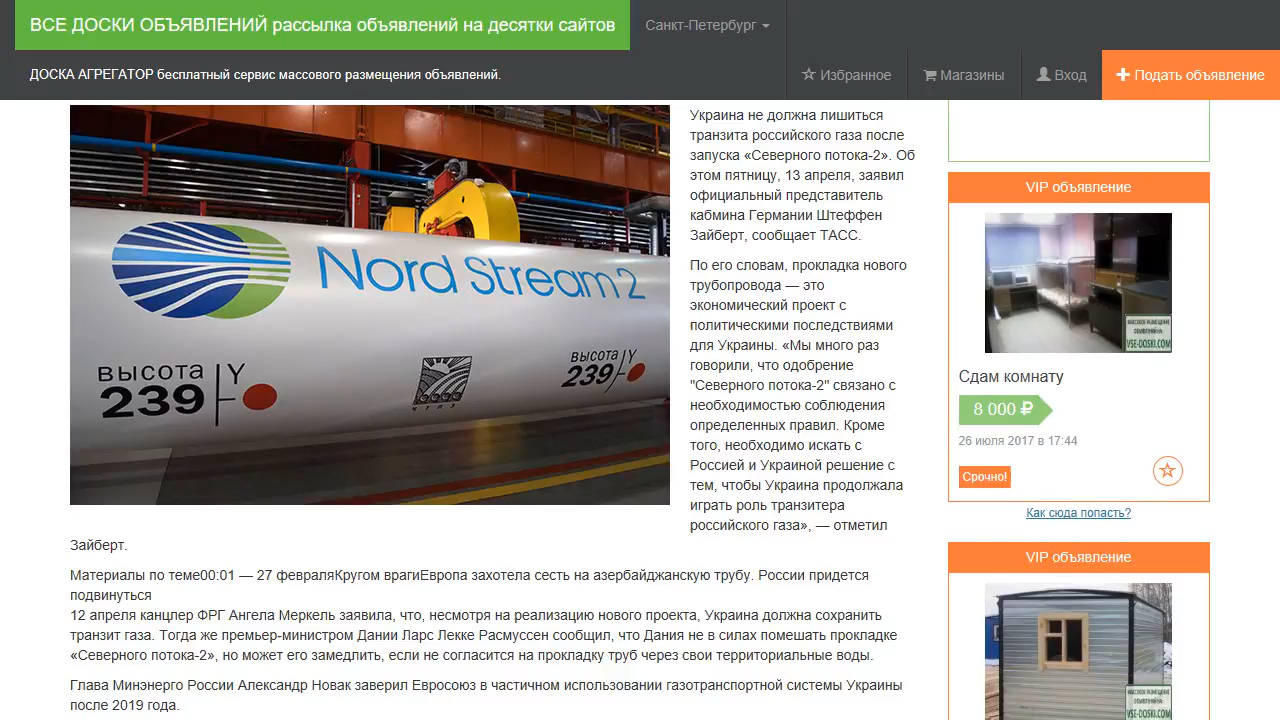 ВСЕ ДОСКИ ОБЪЯВЛЕНИЙ рассылка объявлений на десятки сайтов
Санкт-Петербург
ДОСКА АГРЕГАТОР бесплатный сервис массового размещения объявлений.
Избранное
Магазины
Вход
Подать объявление
Nord Stream 2
высота
239
Y
ЧТПЗ
высота
239
Y
Украина не должна лишиться
транзита российского газа после
запуска «Северного потока-2». Об
этом пятницу, 13 апреля, заявил
официальный представитель
кабмина Германии Штеффен
Зайберт, сообщает ТАСС.
По его словам, прокладка нового
трубопровода — это
экономический проект с
политическими последствиями
для Украины. «Мы много раз
говорили, что одобрение
"Северного потока-2" связано с
необходимостью соблюдения
определенных правил. Кроме
того, необходимо искать с
Россией и Украиной решение с
тем, чтобы Украина продолжала
играть роль транзитера
российского газа», — отметил
Зайберт.
Материалы по теме00:01 — 27 февраляКругом врагиЕвропа захотела сесть на азербайджанскую трубу. России придется
подвинуться
12 апреля канцлер ФРГ Ангела Меркель заявила, что, несмотря на реализацию нового проекта, Украина должна сохранить
транзит газа. Тогда же премьер-министром Дании Ларс Лекке Расмуссен сообщил, что Дания не в силах помешать прокладке
«Северного потока-2», но может его замедлить, если не согласится на прокладку труб через свои территориальные воды.
Глава Минэнерго России Александр Новак заверил Евросоюз в частичном использовании газотранспортной системы Украины
после 2019 года.
VIP объявление
МАССОВОЕ РАЗМЕЩЕНИЕ
ОБЪЯВЛЕНИЙ НА:
VSE-DOSKI.COM
Сдам комнату
8 000 ₽
26 июля 2017 в 17:44
Срочно!
Как сюда попасть?
VIP объявление
МАССОВОЕ РАЗМЕЩЕНИЕ
ОБЪЯВЛЕНИЙ НА:
VSE-DOSKI.COM